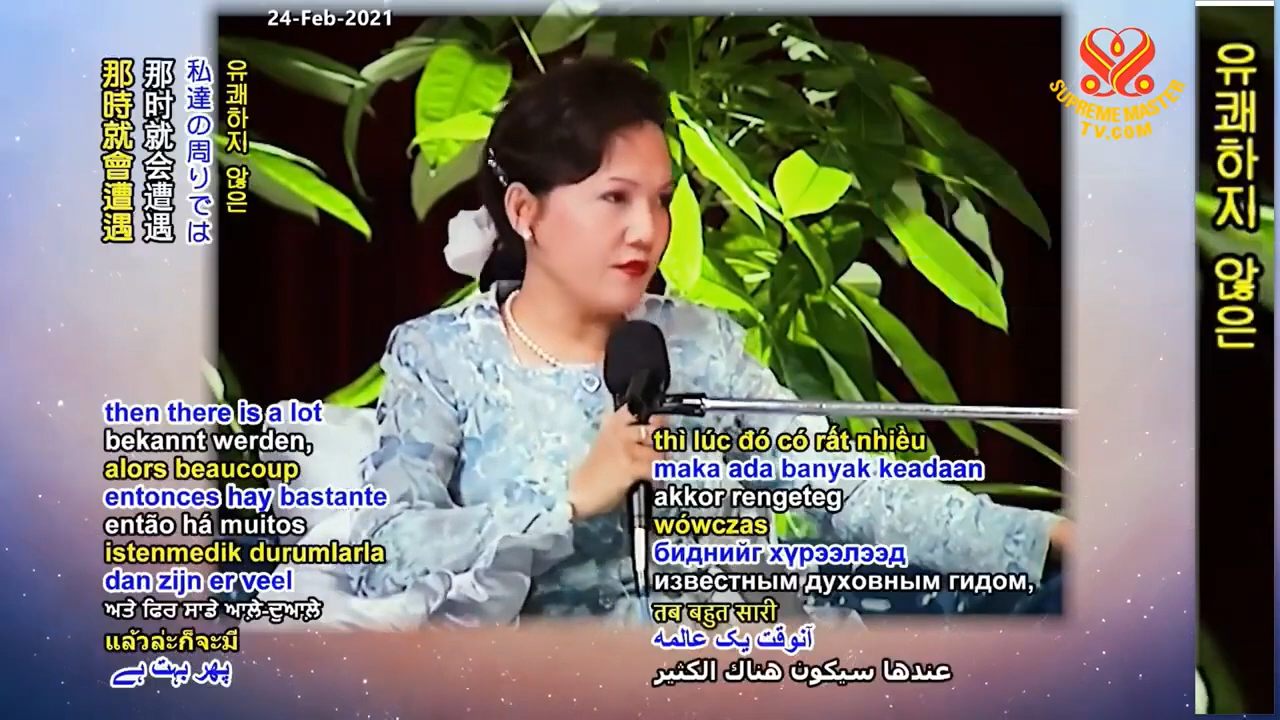 24-Feb-2021
SUPREME MASTER
TV.COM
유쾌하지 않은
私達の周りでは
那时就会遭遇
那時就會遭遇
유쾌하지 않은
then there is a lot
bekannt werden,
alors beaucoup
entonces hay bastante
então há muitos
istenmedik durumlarla
dan zijn er veel
ਅਤੇ ਫਿਰ ਸਾਡੇ ਆਲੇ-ਦੁਆਲੇ
แล้วล่ะก็จะมี
پھر بہت ہے
thì lúc đó có rất nhiều
maka ada banyak keadaan
akkor rengeteg
wówczas
биднийг хүрээлээд
известным духовным гидом,
तब बहुत सारी
آنوقت یک عالمه
عندها سيكون هناك الكثير